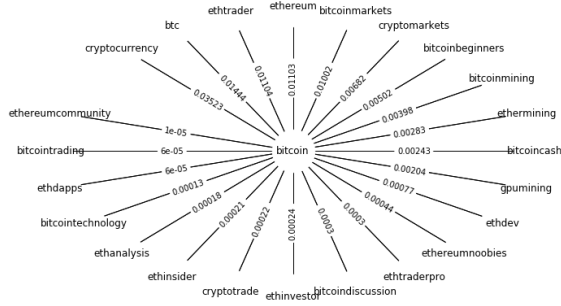 ethereum
ethtrader
bitcoinmarkets
btc
cryptomarkets
cryptocurrency
bitcoinbeginners
bitcoinmining
ethereumcommunity
ethermining
bitcointrading
bitcoin
bitcoincash
ethdapps
gpumining
bitcointechnology
ethdev
ethanalysis
ethereumnoobies
ethinsider
ethtraderpro
cryptotrade
bitcoindiscussion
ethinvestor
0.01103
0.01104
0.01002
0.01444
0.00682
0.03523
0.00502
0.00398
1e-05
0.00283
6e-05
0.00243
6e-05
0.00204
0.00013
0.00077
0.00018
0.00044
0.00021
0.0003
0.00022
0.0003
0.00024